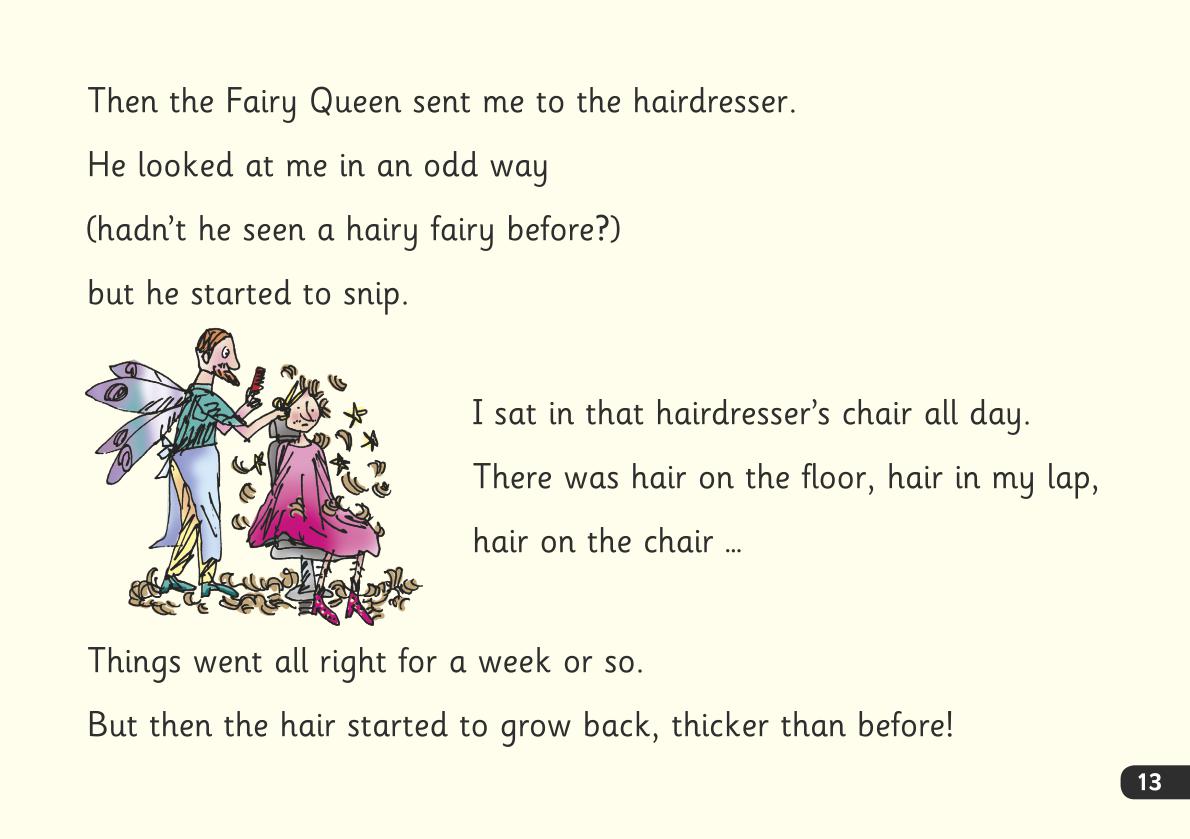 Then the Fairy Queen sent me to the hairdresser.
He looked at me in an odd way
(hadn't he seen a hairy fairy before?)
but he started to snip.
I sat in that hairdresser's chair all day.
There was hair on the floor, hair in my lap,
hair on the chair ...
Things went all right for a week or so.
But then the hair started to grow back, thicker than before!
13